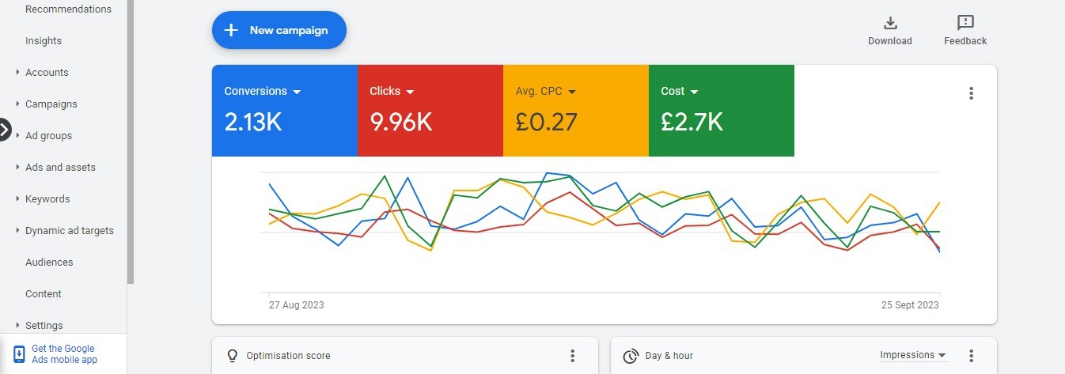 Recommendations
Insights
Accounts
Campaigns
Ad groups
Ads and assets
Keywords
Dynamic ad targets
Audiences
Content
Settings
Get the Google
Ads mobile app
New campaign
Download
Feedback
Conversions
2.13K
Clicks
9.96K
Avg. CPC
£0.27
Cost
£2.7K
27 Aug 2023
25 Sept 2023
Optimisation score
Day & hour
Impressions